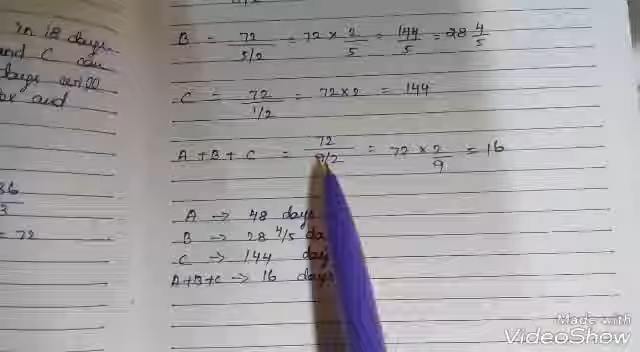 in 18 days.
and C can
days
and
36
3
= 72
B = 72 / 5/2 = 72 × 2/5 = 144/5 = 28 4/5
C = 72 / 1/2 = 72×2 = 144
A + B + C = 72 / 9/2 = 72 × 2/9 = 16
A → 48 days
B → 28 4/5 da
C → 144 day
A+B+C → 16 days
Made with
VideoShow